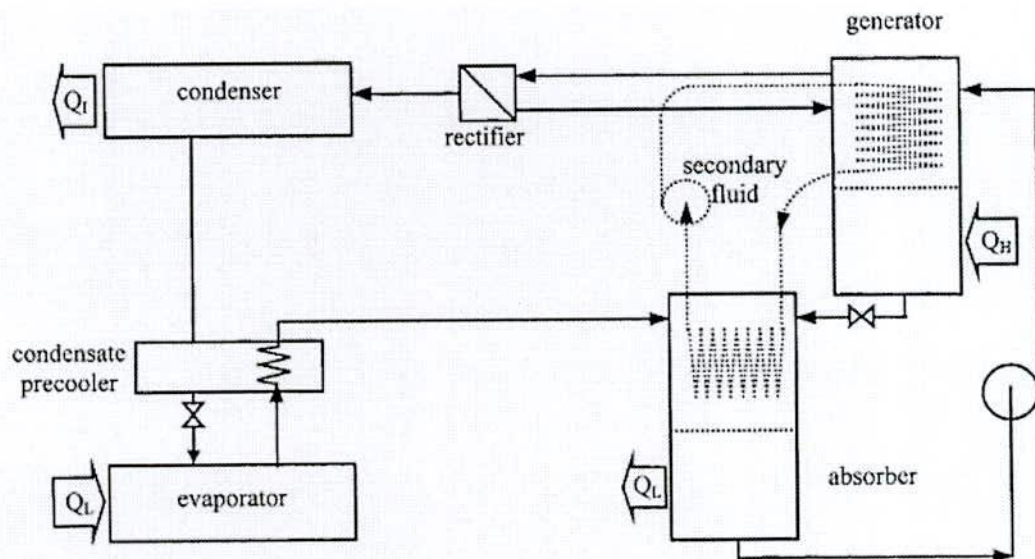 generator
condenser
Q_I
rectifier
secondary
fluid
Q_H
condensate
precooler
Q_L
evaporator
Q_L
absorber